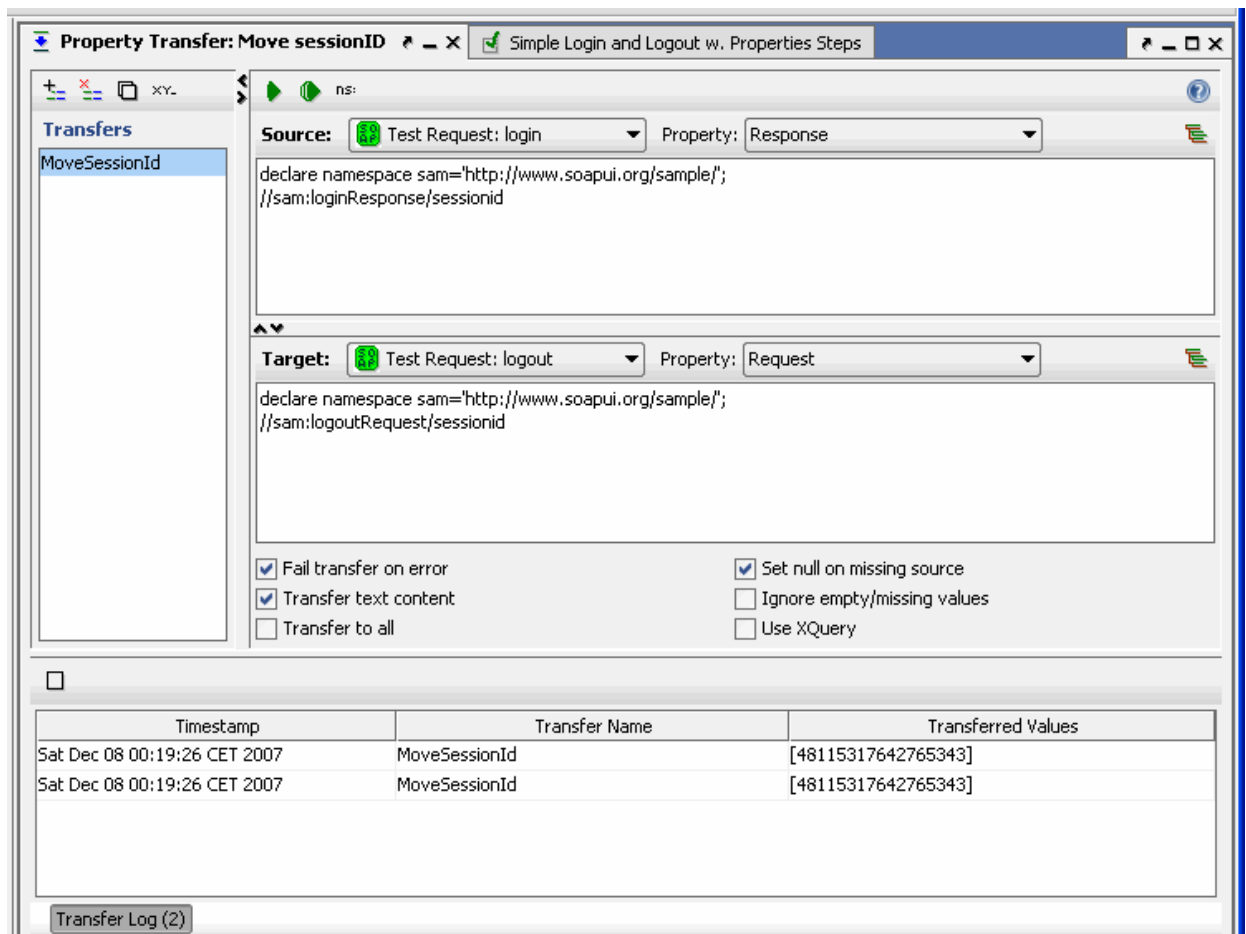 Property Transfer: Move sessionID
Simple Login and Logout w. Properties Steps
XY-
ns:
Transfers
Source: SOAP Test Request: login Property: Response
MoveSessionId
declare namespace sam='http://www.soapui.org/sample/';
//sam:loginResponse/sessionid
Target: SOAP Test Request: logout Property: Request
declare namespace sam='http://www.soapui.org/sample/';
//sam:logoutRequest/sessionid
Fail transfer on error
Set null on missing source
Transfer text content
Ignore empty/missing values
Transfer to all
Use XQuery
Timestamp Transfer Name Transferred Values
Sat Dec 08 00:19:26 CET 2007 MoveSessionId [48115317642765343]
Sat Dec 08 00:19:26 CET 2007 MoveSessionId [48115317642765343]
Transfer Log (2)